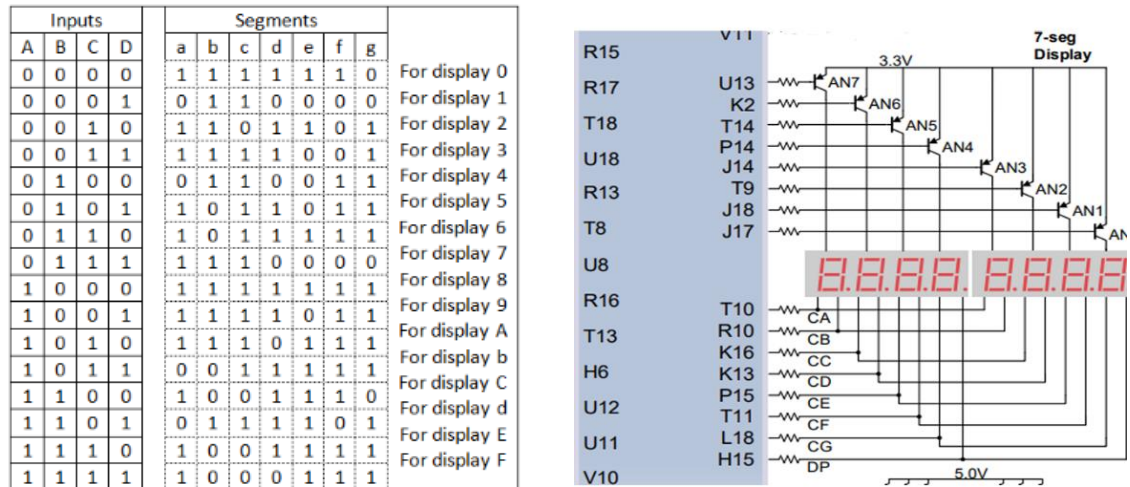 Inputs Segments
A B C D a b c d e f g
0 0 0 0 1 1 1 1 1 1 0 For display 0
0 0 0 1 0 1 1 0 0 0 0 For display 1
0 0 1 0 1 1 0 1 1 0 1 For display 2
0 0 1 1 1 1 1 1 0 0 1 For display 3
0 1 0 0 0 1 1 0 0 1 1 For display 4
0 1 0 1 1 0 1 1 0 1 1 For display 5
0 1 1 0 1 0 1 1 1 1 1 For display 6
0 1 1 1 1 1 1 0 0 0 0 For display 7
1 0 0 0 1 1 1 1 1 1 1 For display 8
1 0 0 1 1 1 1 1 0 1 1 For display 9
1 0 1 0 1 1 1 0 1 1 1 For display A
1 0 1 1 0 0 1 1 1 1 1 For display b
1 1 0 0 1 0 0 1 1 1 0 For display C
1 1 0 1 0 1 1 1 1 0 1 For display d
1 1 1 0 1 0 0 1 1 1 1 For display E
1 1 1 1 1 0 0 0 1 1 1 For display F
R15
R17
T18
U18
R13
T8
U8
R16
T13
H6
U12
U11
V10
V11
U13
K2
T14
P14
J14
T9
J18
J17
T10
R10
K16
K13
P15
T11
L18
H15
7-seg
Display
3.3V
AN7
AN6
AN5
AN4
AN3
AN2
AN1
AN
8.8.8.8. 8.8.8.8
CA
CB
CC
CD
CE
CF
CG
DP
5.0V